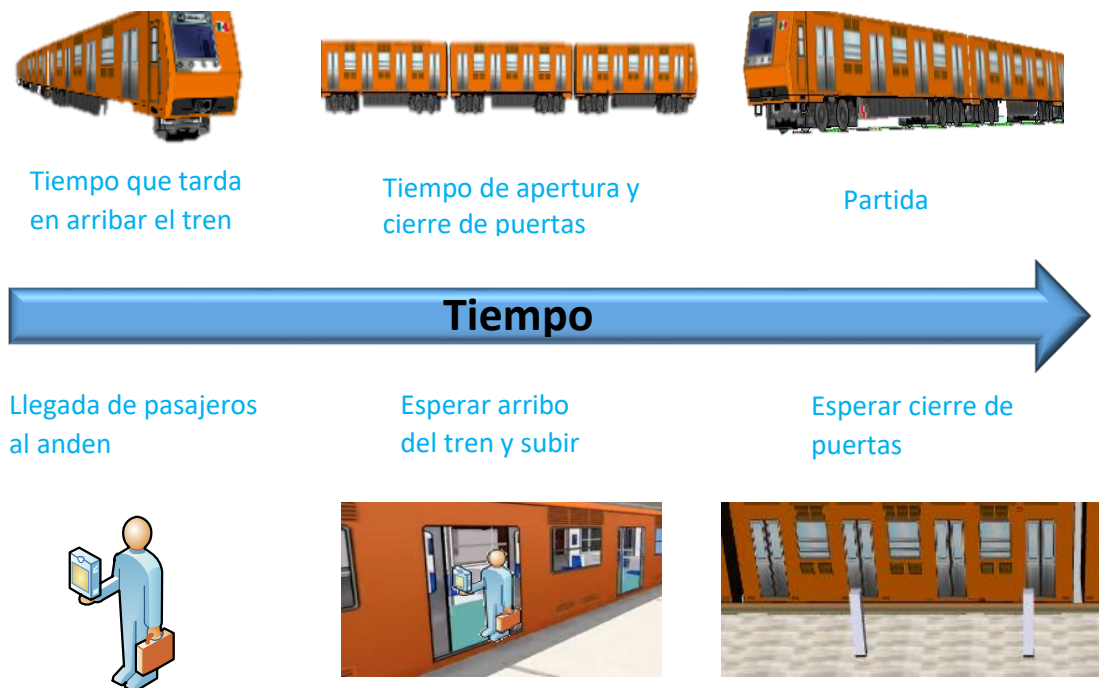 Tiempo que tarda
en arribar el tren
Tiempo de apertura y
cierre de puertas
Partida
Tiempo
Llegada de pasajeros
al anden
Esperar arribo
del tren y subir
Esperar cierre de
puertas